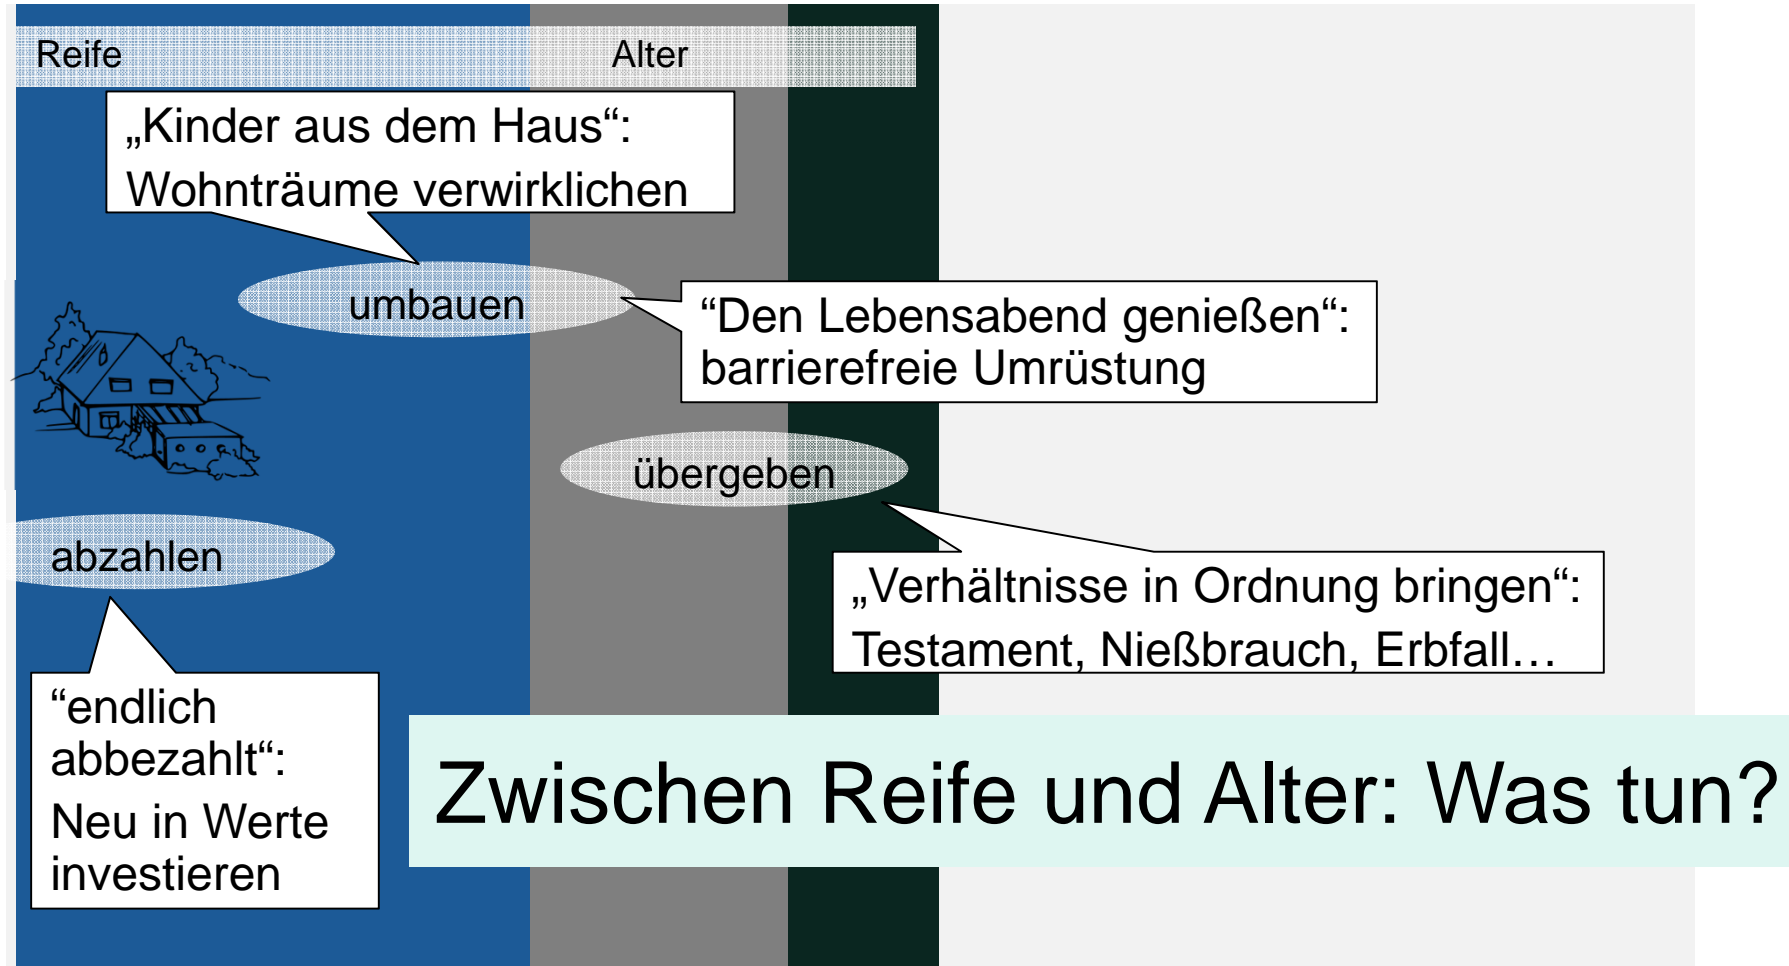 Reife
Alter
„Kinder aus dem Haus“:
Wohnträume verwirklichen
umbauen
“Den Lebensabend genießen“:
barrierefreie Umrüstung
übergeben
abzahlen
„Verhältnisse in Ordnung bringen“:
Testament, Nießbrauch, Erbfall…
“endlich
abbezahlt“:
Neu in Werte
investieren
Zwischen Reife und Alter: Was tun?